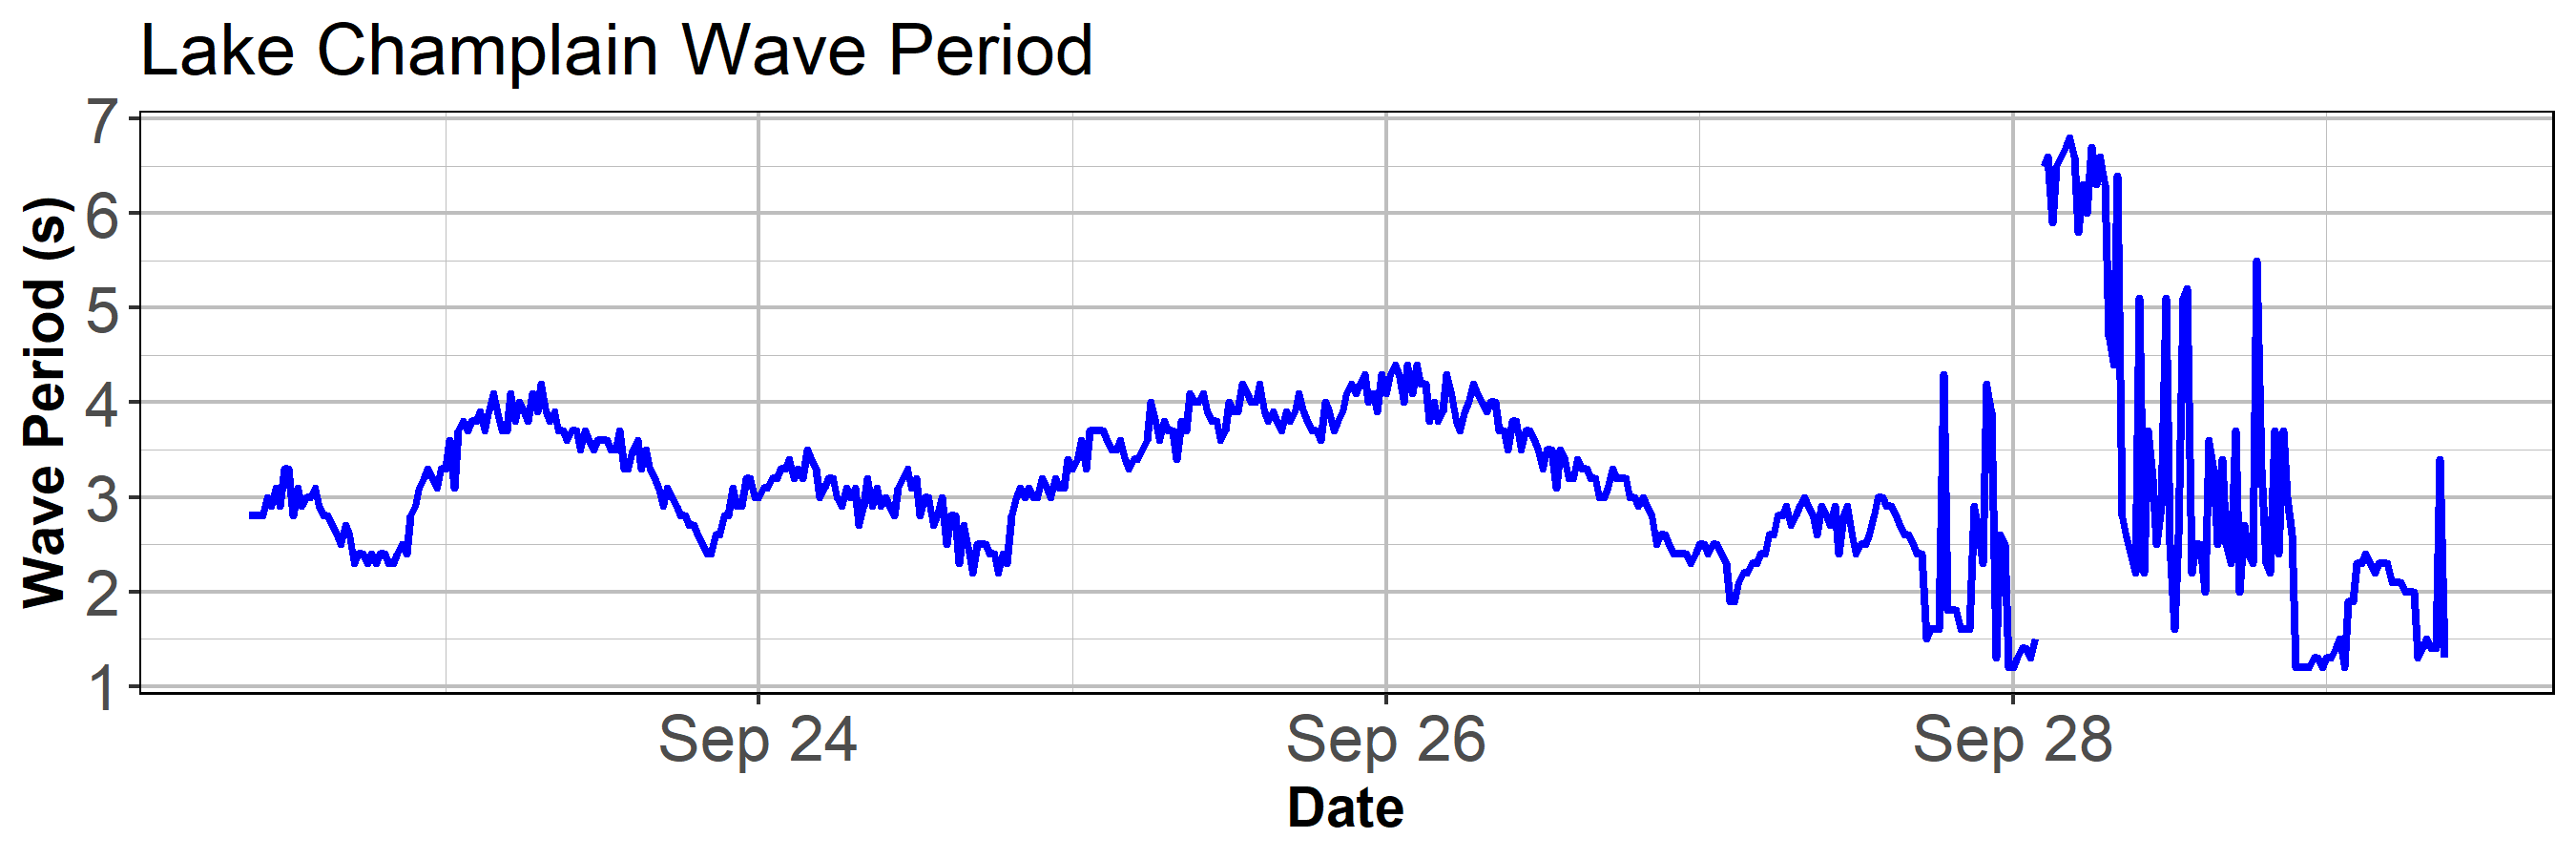 Lake Champlain Wave Period
Wave Period (s)
7
6
5
4
3
2
1
Sep 24
Sep 26
Sep 28
Date